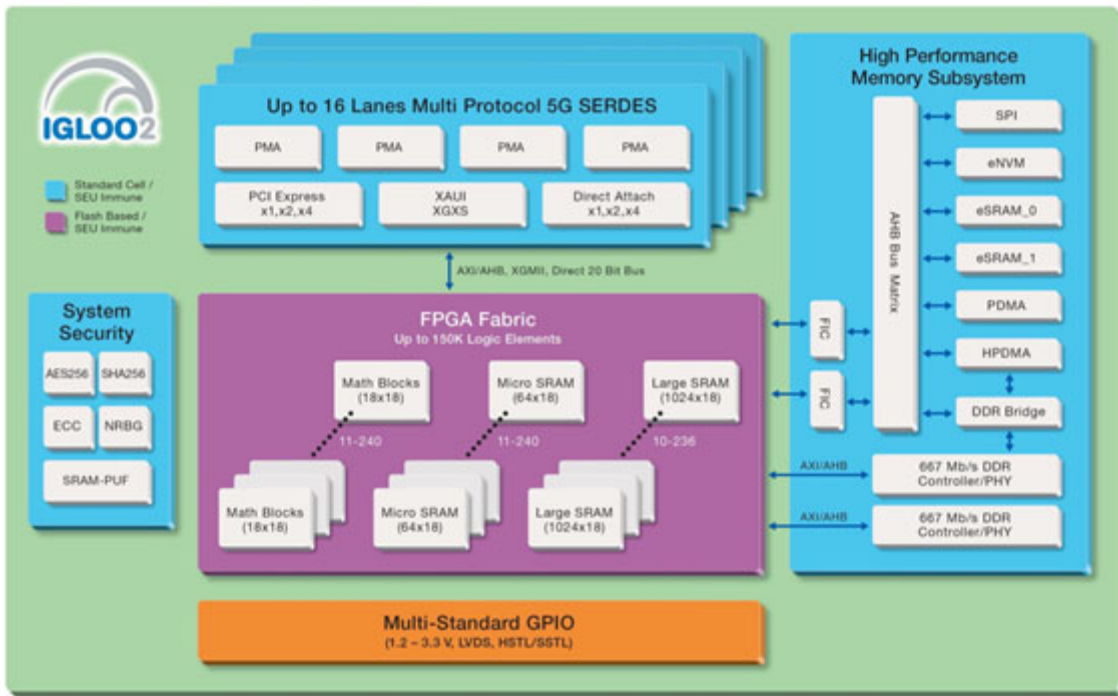 IGLOO2
Standard Cell /
SEU Immune
Flash Based /
SEU Immune
Up to 16 Lanes Multi Protocol 5G SERDES
PMA
PMA
PMA
PMA
PCI Express
x1,x2,x4
XAUI
XGXS
Direct Attach
x1,x2,x4
AXI/AHB, XGMII, Direct 20 Bit Bus
System
Security
AES256
SHA256
ECC
NRBG
SRAM-PUF
FPGA Fabric
Up to 150K Logic Elements
Math Blocks
(18x18)
Micro SRAM
(64x18)
Large SRAM
(1024x18)
11-240
11-240
10-236
Math Blocks
(18x18)
Micro SRAM
(64x18)
Large SRAM
(1024x18)
Multi-Standard GPIO
(1.2 – 3.3 V, LVDS, HSTL/SSTL)
High Performance
Memory Subsystem
AHB Bus Matrix
FIC
FIC
SPI
eNVM
eSRAM_0
eSRAM_1
PDMA
HPDMA
DDR Bridge
AXI/AHB
667 Mb/s DDR
Controller/PHY
AXI/AHB
667 Mb/s DDR
Controller/PHY